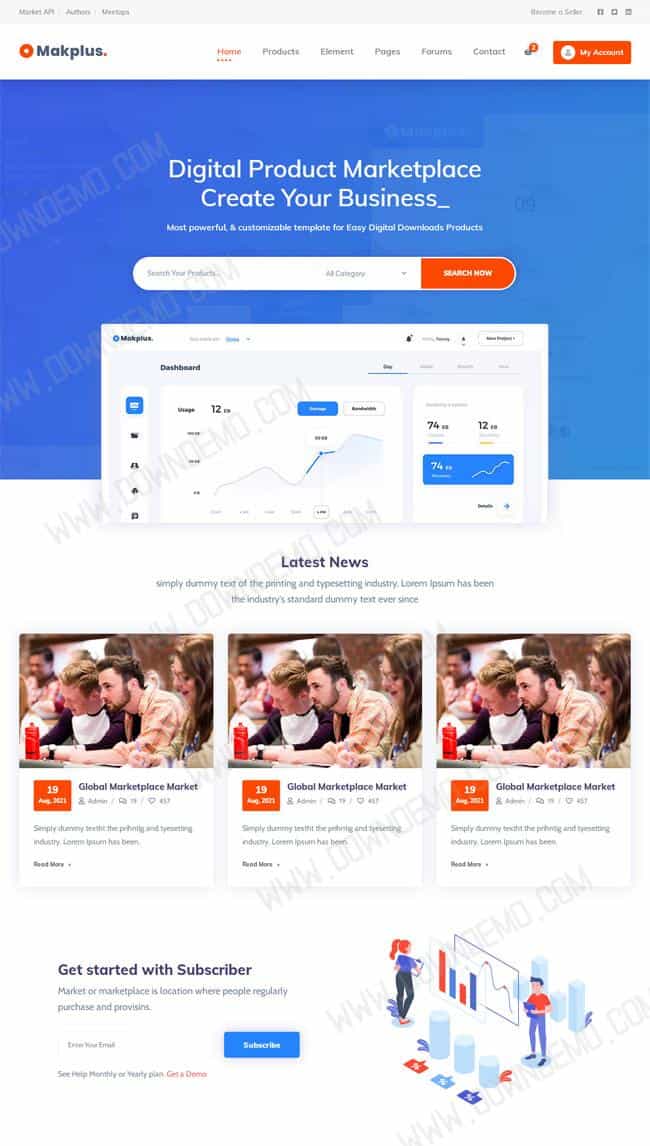 Market API
Authors
Meetups
Become a Seller
Makplus.
Home
Products
Element
Pages
Forums
Contact
2
My Account
Digital Product Marketplace
Create Your Business_
Most powerful, & customizable template for Easy Digital Downloads Products
Search Your Products...
All Category
SEARCH NOW
Makplus.
New Project +
Dashboard
Day
Usage
12 EB
Bandwidth
74 EB
12 EB
74 EB
Details
Latest News
simply dummy text of the printing and typesetting industry. Lorem Ipsum has been
the industry's standard dummy text ever since
19
Aug, 2021
Global Marketplace Market
Admin / 19 / 457
Simply dummy textht the prihntig and tyesetting
industry. Lorem Ipsum has been.
Read More
19
Aug, 2021
Global Marketplace Market
Admin / 19 / 457
Simply dummy textht the prihntig and tyesetting
industry. Lorem Ipsum has been.
Read More
19
Aug, 2021
Global Marketplace Market
Admin / 19 / 457
Simply dummy textht the prihntig and tyesetting
industry. Lorem Ipsum has been.
Read More
Get started with Subscriber
Market or marketplace is location where people regularly
purchase and provisins.
Enter Your Email
Subscribe
See Help Monthly or Yearly plan. Get a Demo
WWW.DOWNDEMO.COM